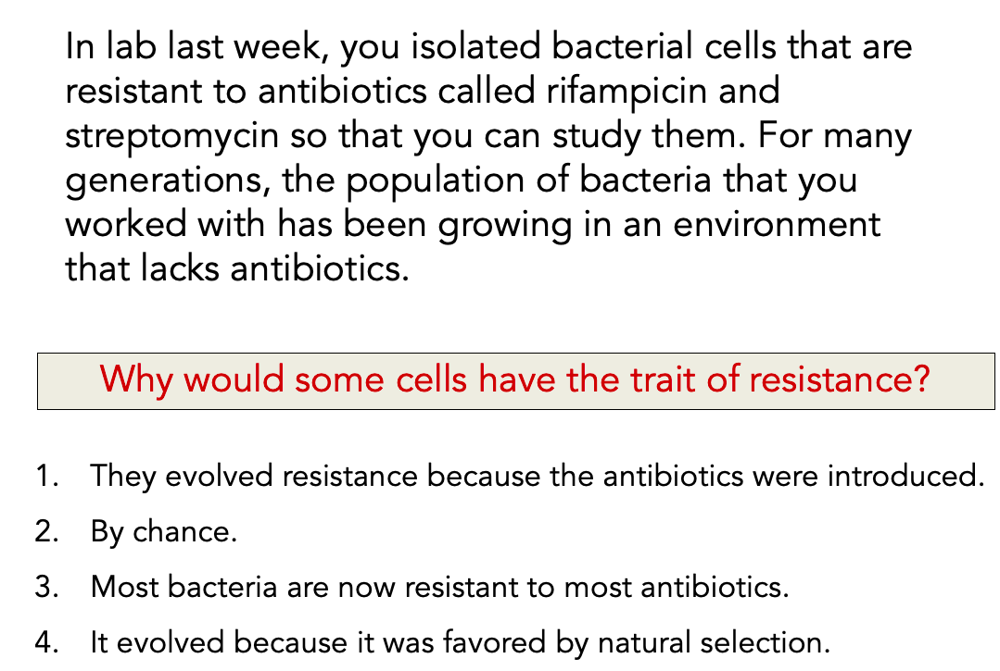 In lab last week, you isolated bacterial cells that are
resistant to antibiotics called rifampicin and
streptomycin so that you can study them. For many
generations, the population of bacteria that you
worked with has been growing in an environment
that lacks antibiotics.
Why would some cells have the trait of resistance?
1. They evolved resistance because the antibiotics were introduced.
2. By chance.
3. Most bacteria are now resistant to most antibiotics.
4. It evolved because it was favored by natural selection.